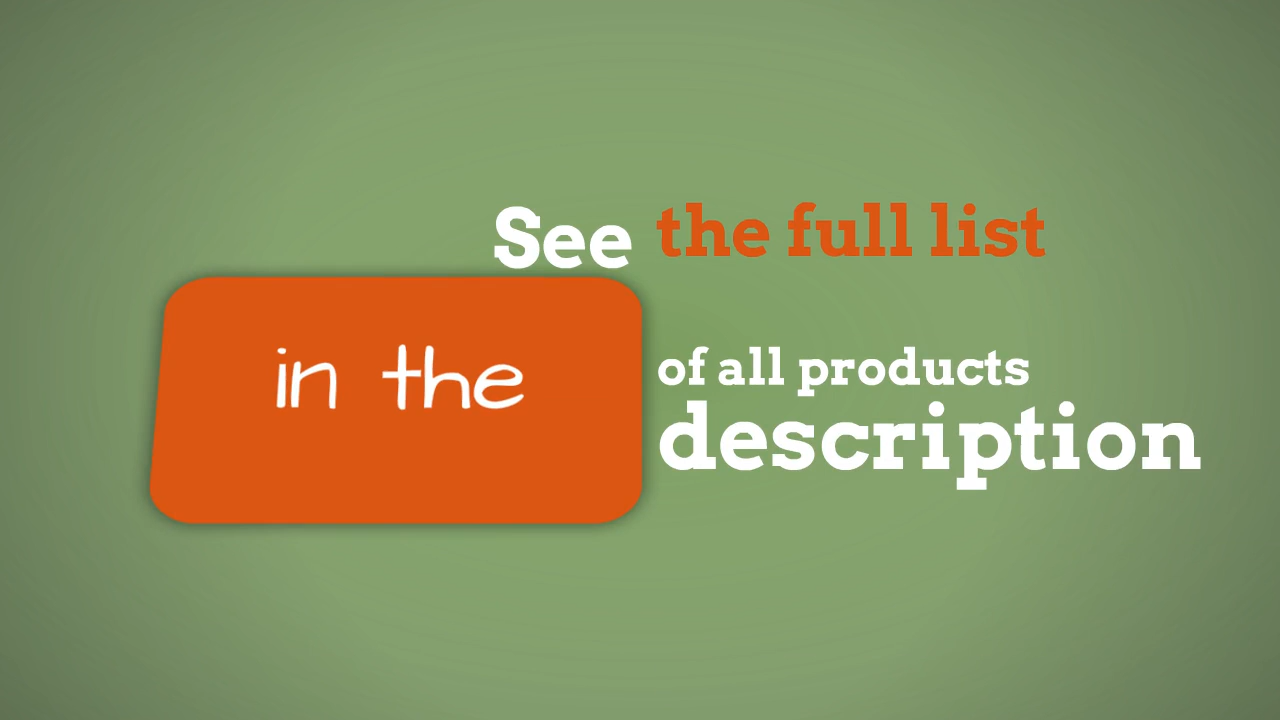 See the full list
of all products
in the
description